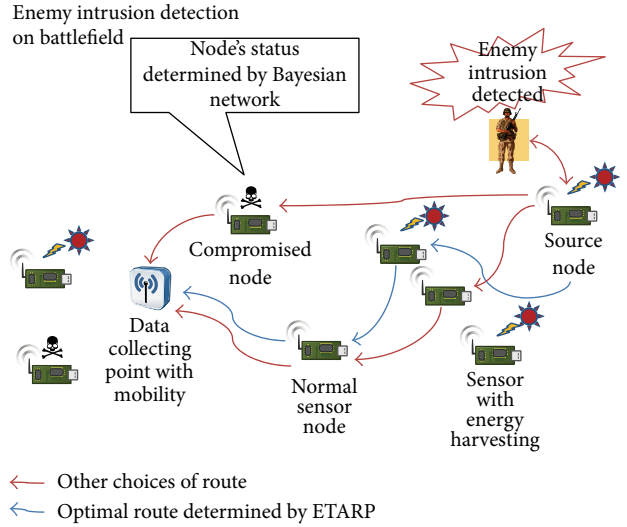 Enemy intrusion detection
on battlefield
Node's status
determined by Bayesian
network
Enemy
intrusion
detected
Compromised
node
Source
node
Data
collecting
point with
mobility
Normal
sensor
node
Sensor
with
energy
harvesting
Other choices of route
Optimal route determined by ETARP